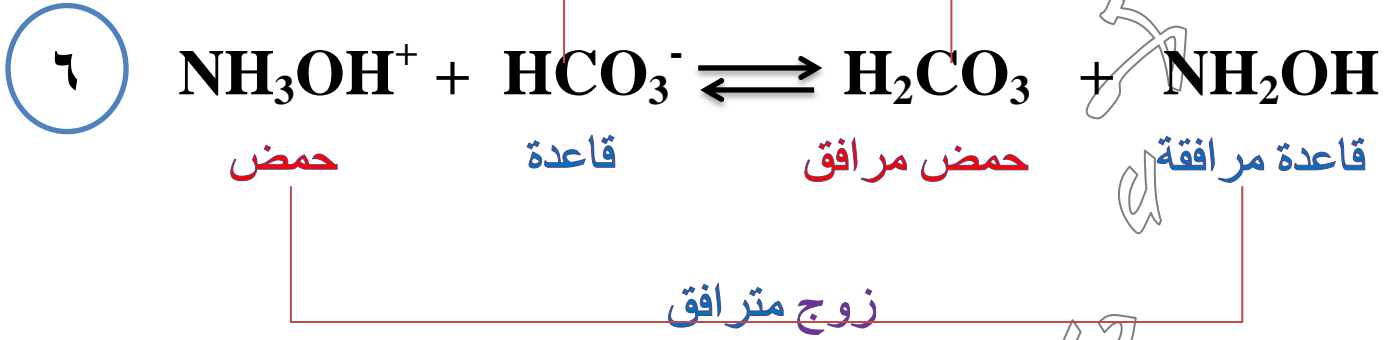 ٦ NH₃OH⁺ + HCO₃⁻ ⇌ H₂CO₃ + NH₂OH
حمض قاعدة حمض مرافق قاعدة مرافقة
زوج مترافق